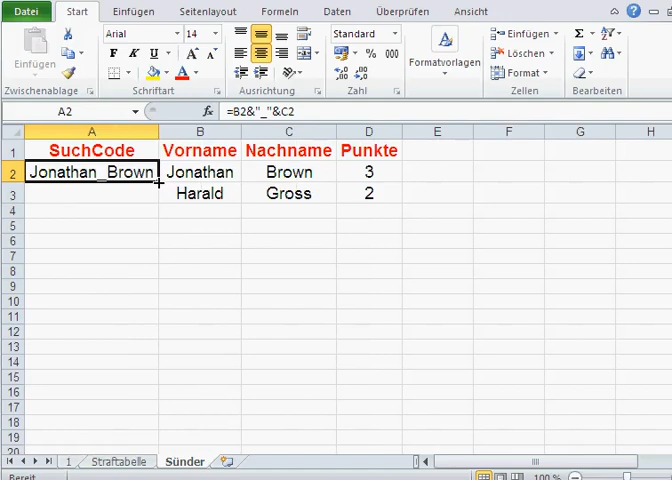 Datei Start Einfügen Seitenlayout Formeln Daten Überprüfen Ansicht
Einfügen
Arial 14
F K U
A A
Standard
% 000
Formatvorlagen
Einfügen
Löschen
Format
Σ
Zwischenablage Schriftart Ausrichtung Zahl Zellen Bearbeiten
A2 fx =B2&"_"&C2
A B C D E F G H
1 SuchCode Vorname Nachname Punkte
2 Jonathan_Brown Jonathan Brown 3
3 Harald Gross 2
4
5
6
7
8
9
10
11
12
13
14
15
16
17
18
19
20
1 Straftabelle Sünder
Bereit 100 %